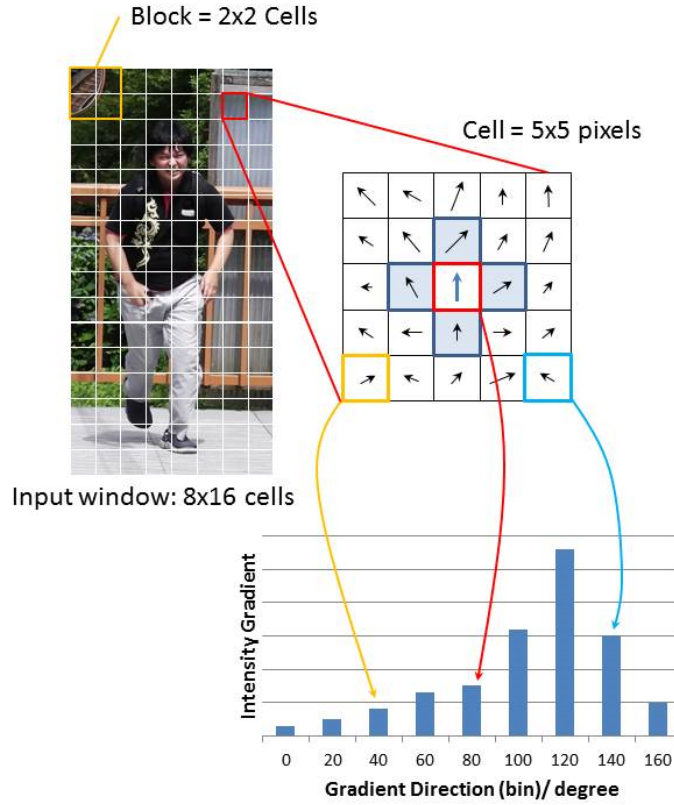 Block = 2x2 Cells
Cell = 5x5 pixels
Input window: 8x16 cells
Intensity Gradient
0 20 40 60 80 100 120 140 160
Gradient Direction (bin)/ degree